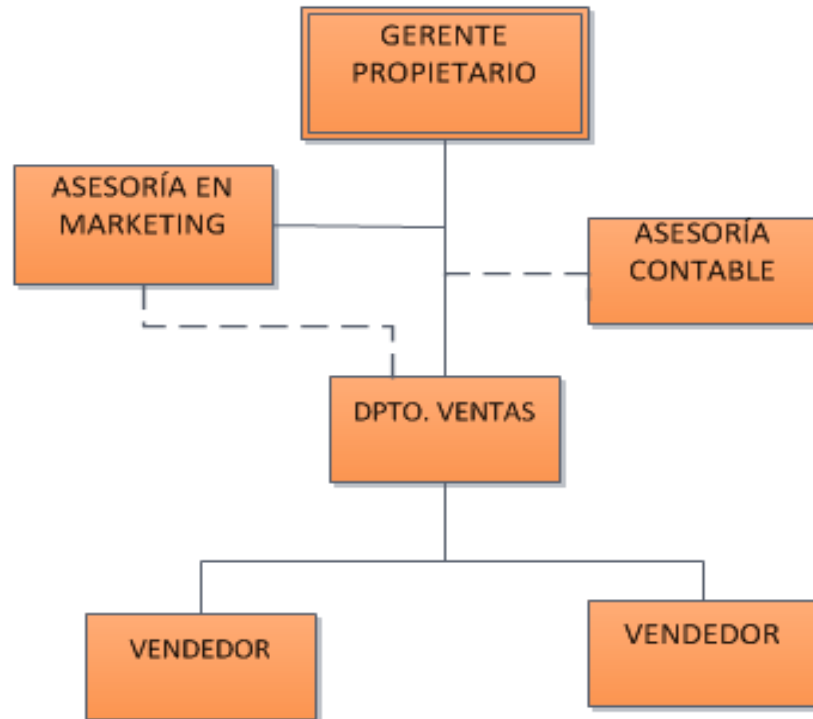 GERENTE
PROPIETARIO
ASESORÍA EN
MARKETING
ASESORÍA
CONTABLE
DPTO. VENTAS
VENDEDOR
VENDEDOR